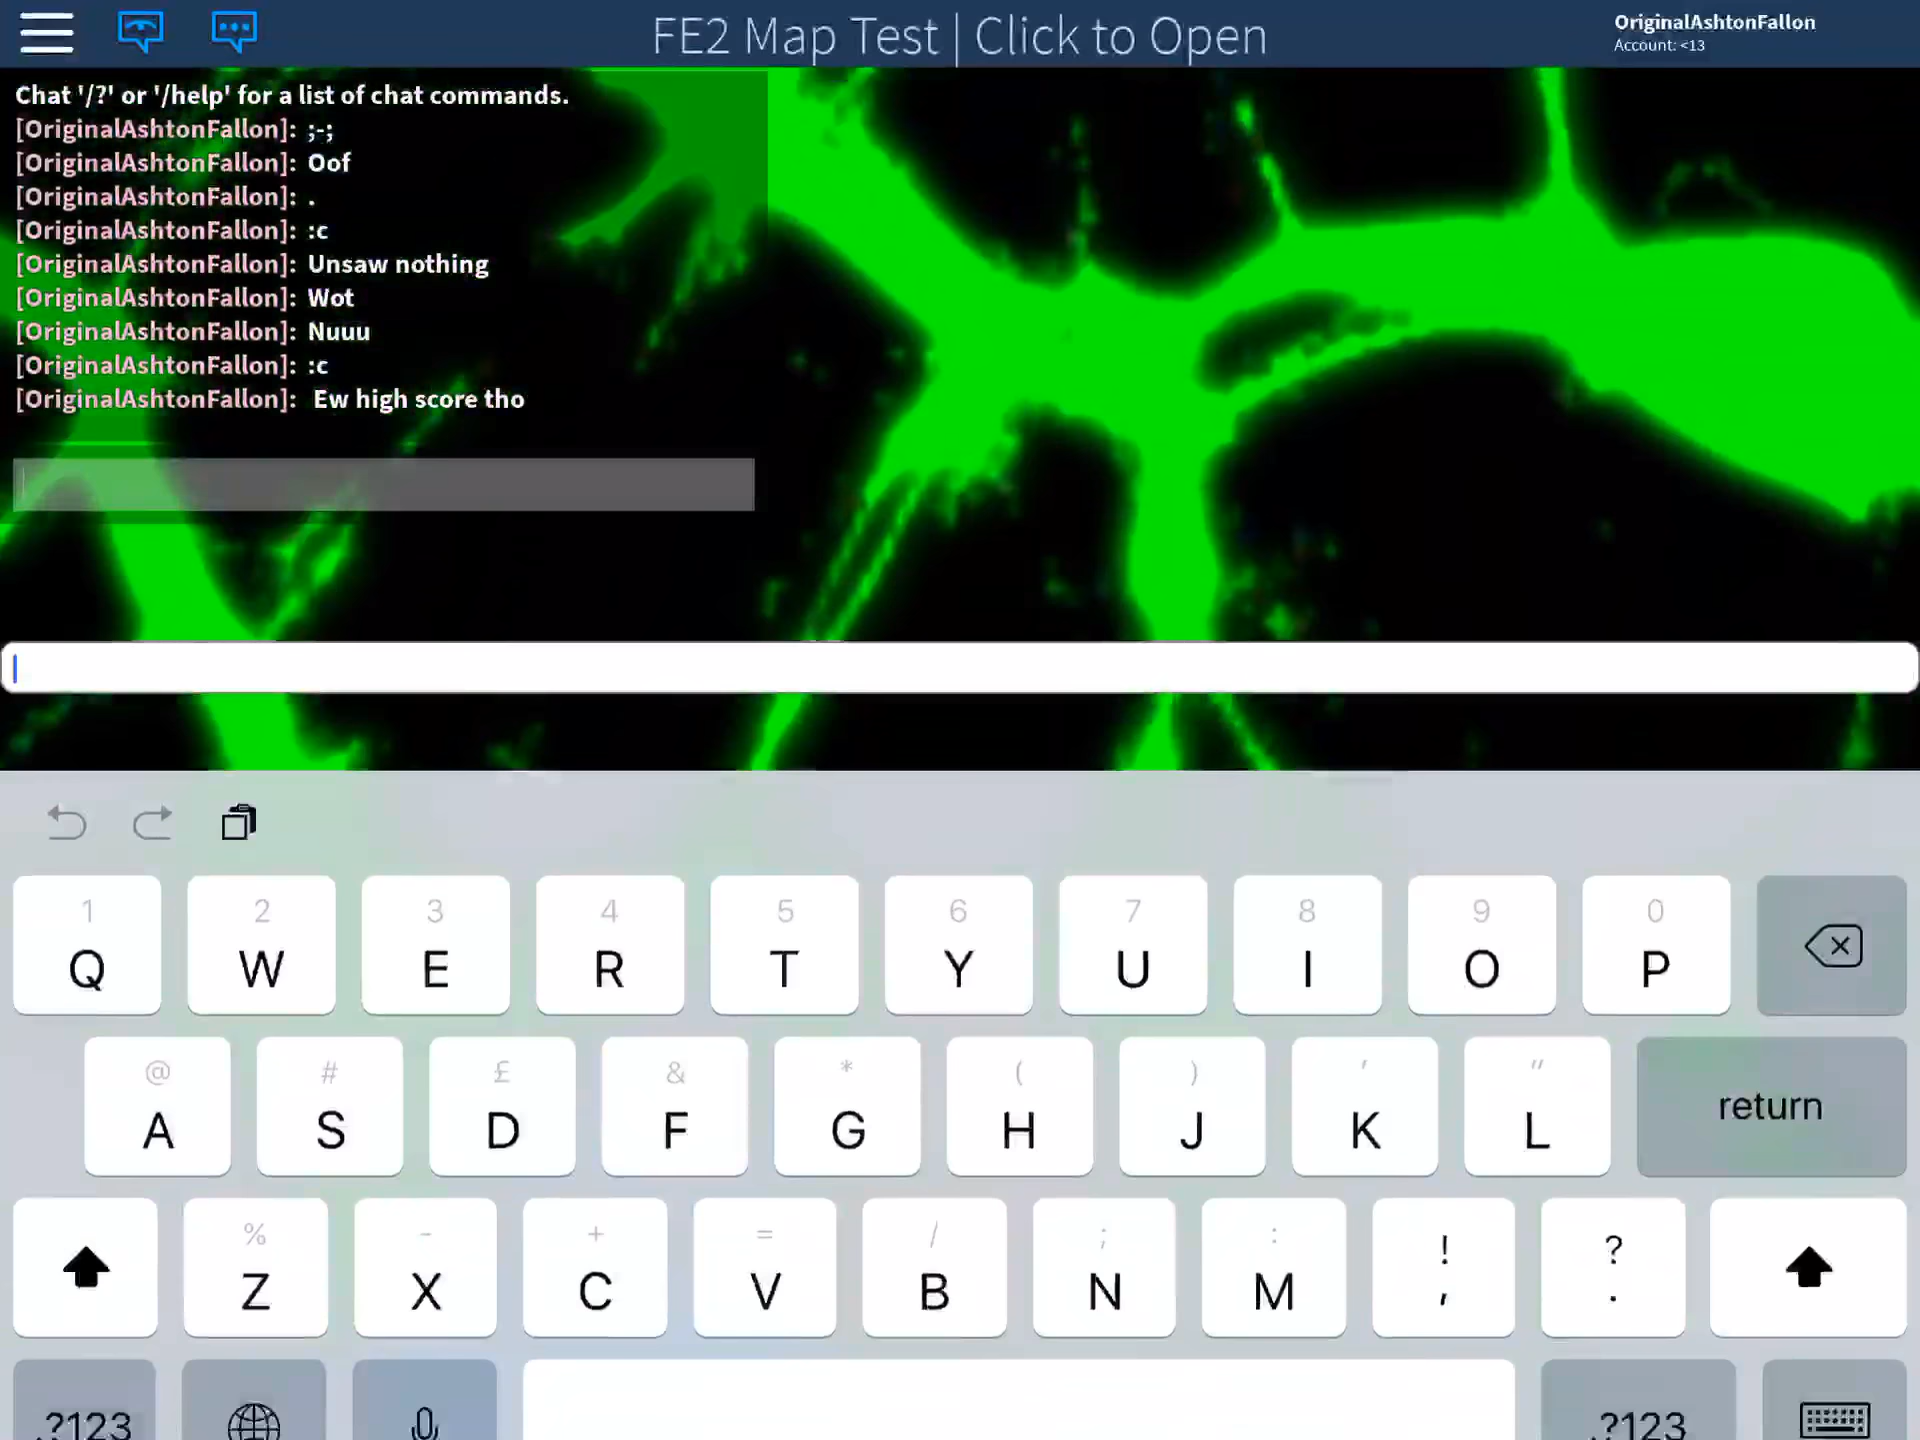 FE2 Map Test | Click to Open
OriginalAshtonFallon
Account: <13
Chat '/?' or '/help' for a list of chat commands.
[OriginalAshtonFallon]: ;-;
[OriginalAshtonFallon]: Oof
[OriginalAshtonFallon]: .
[OriginalAshtonFallon]: :c
[OriginalAshtonFallon]: Unsaw nothing
[OriginalAshtonFallon]: Wot
[OriginalAshtonFallon]: Nuuu
[OriginalAshtonFallon]: :c
[OriginalAshtonFallon]: Ew high score tho
1 2 3 4 5 6 7 8 9 0
Q W E R T Y U I O P
@ # £ & * ( ) ' "
A S D F G H J K L return
% - + = / ; : ! ?
Z X C V B N M , .
.?123 .?123